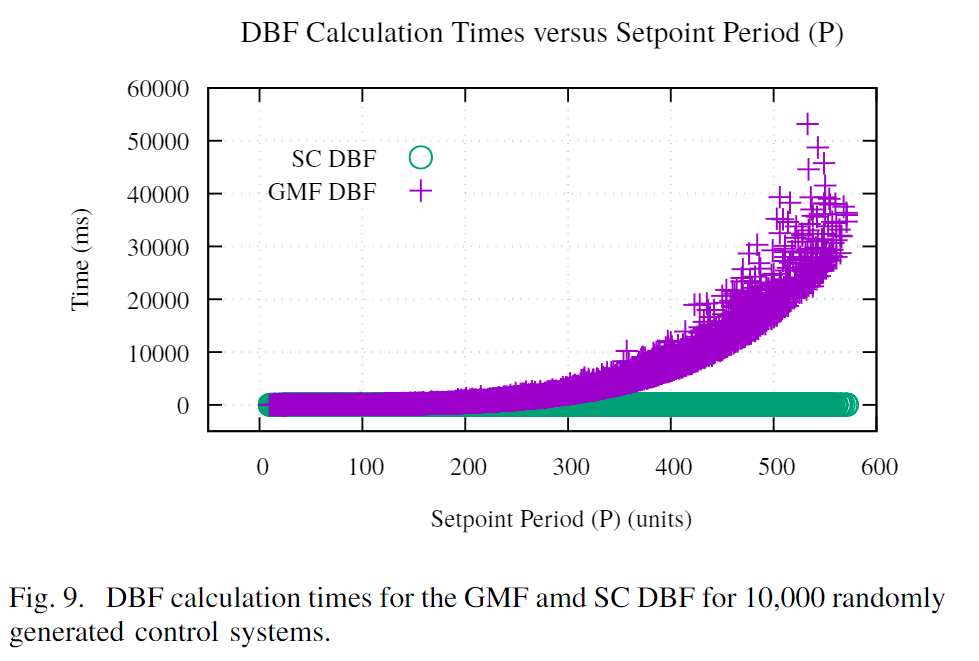 DBF Calculation Times versus Setpoint Period (P)
60000
50000
40000
30000
20000
10000
0
Time (ms)
SC DBF
GMF DBF
0 100 200 300 400 500 600
Setpoint Period (P) (units)
Fig. 9. DBF calculation times for the GMF amd SC DBF for 10,000 randomly
generated control systems.